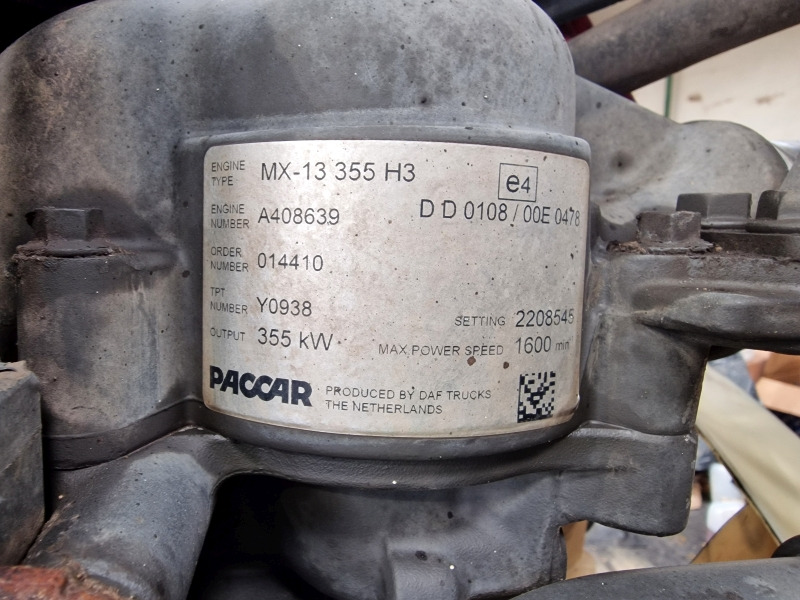 ENGINE TYPE MX-13 355 H3
e4
ENGINE NUMBER A408639
D D 0108 / 00E 0478
ORDER NUMBER 014410
TPT NUMBER Y0938
SETTING 2208545
OUTPUT 355 kW
MAX. POWER SPEED 1600 min
PACCAR PRODUCED BY DAF TRUCKS
THE NETHERLANDS